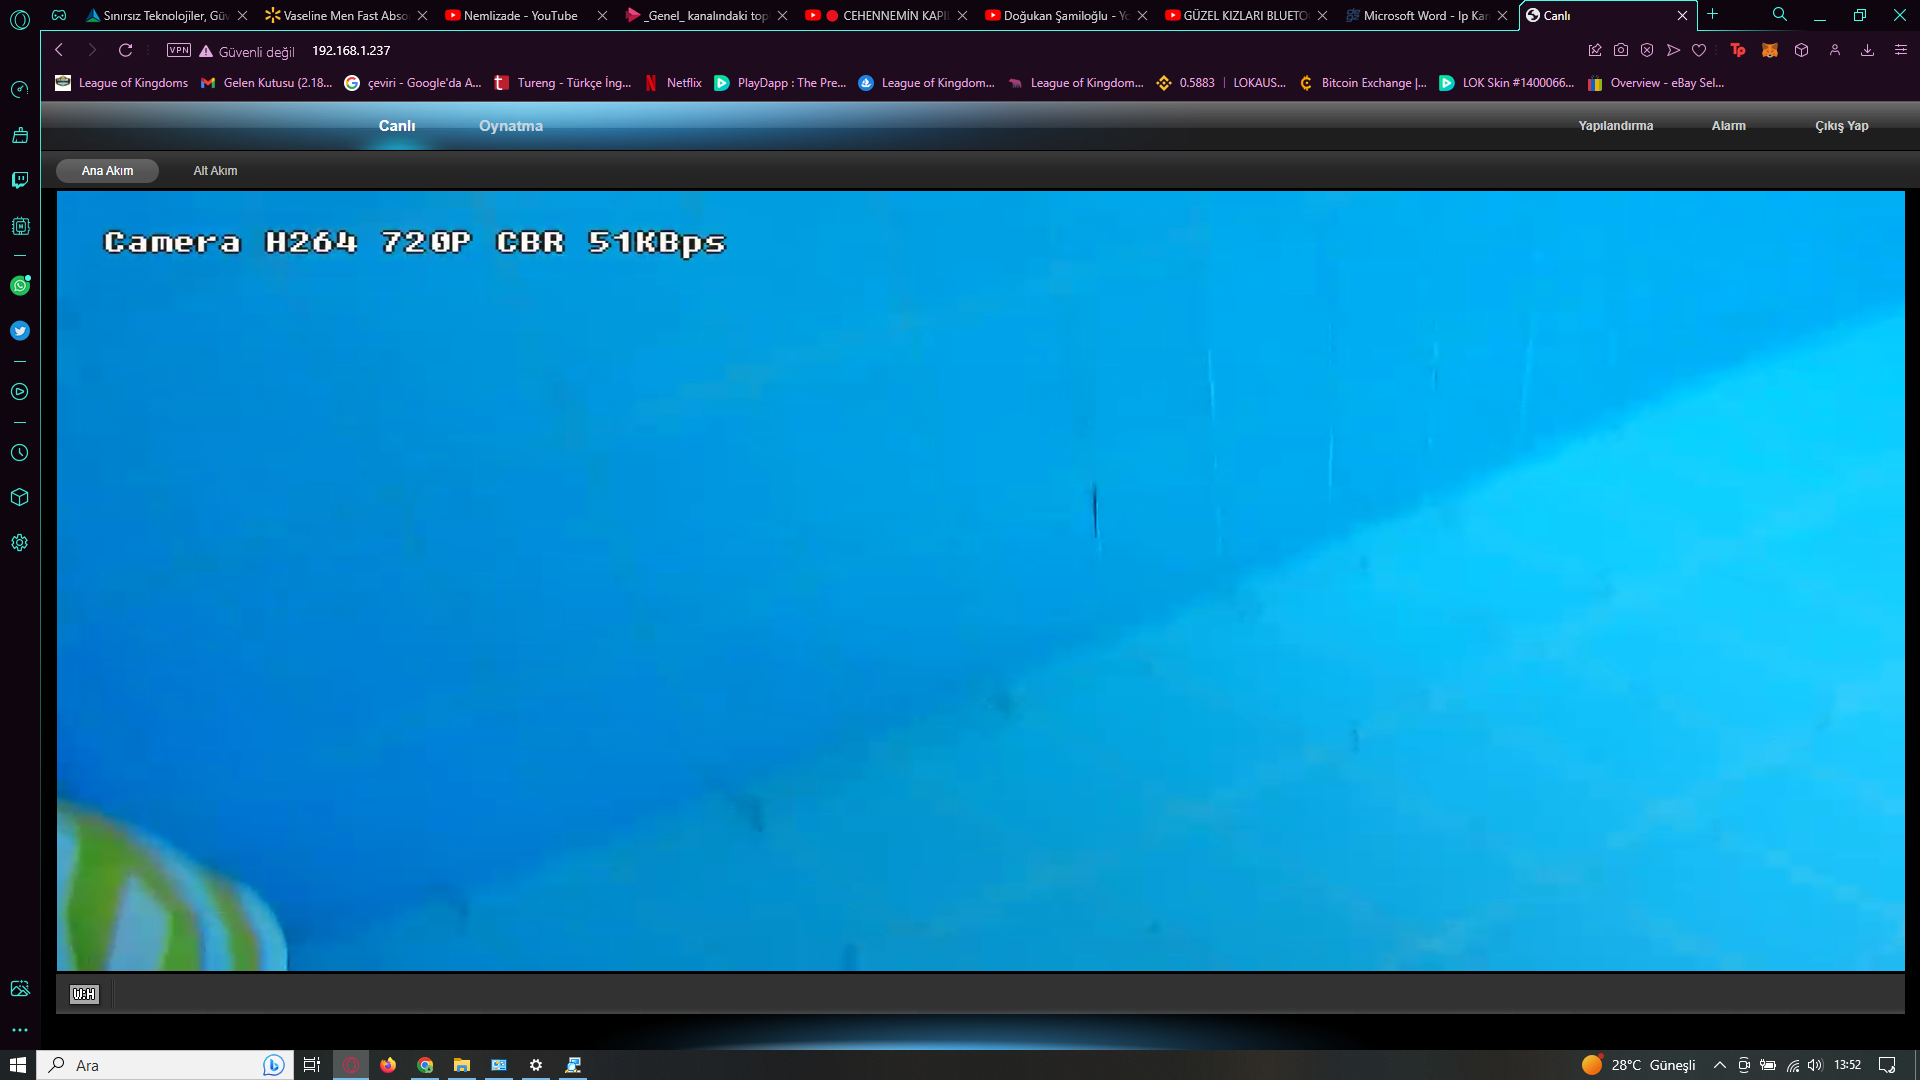 Sınırsız Teknolojiler, Güv
Vaseline Men Fast Abso
Nemlizade - YouTube
_Genel_ kanalındaki top
CEHENNEMİN KAPI
Doğukan Şamiloğlu - Yo
GÜZEL KIZLARI BLUETO
Microsoft Word - Ip Kar
Canlı
VPN
Güvenli değil
192.168.1.237
Tp
League of Kingdoms
Gelen Kutusu (2.18...
çeviri - Google'da A...
Tureng - Türkçe İng...
Netflix
PlayDapp : The Pre...
League of Kingdom...
League of Kingdom...
0.5883 | LOKAUS...
Bitcoin Exchange |...
LOK Skin #1400066...
Overview - eBay Sel...
Canlı
Oynatma
Yapılandırma
Alarm
Çıkış Yap
Ana Akım
Alt Akım
Camera H264 720P CBR 51KBps
W:H
Ara
28°C Güneşli
13:52